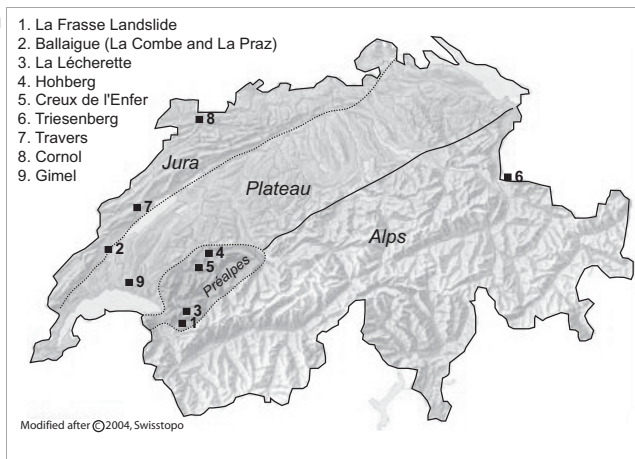 1. La Frasse Landslide
2. Ballaigue (La Combe and La Praz)
3. La Lécherette
4. Hohberg
5. Creux de l'Enfer
6. Triesenberg
7. Travers
8. Cornol
9. Gimel
8
Jura
Plateau
6
7
Alps
2
4
5
Préalpes
9
3
1
Modified after ©2004, Swisstopo